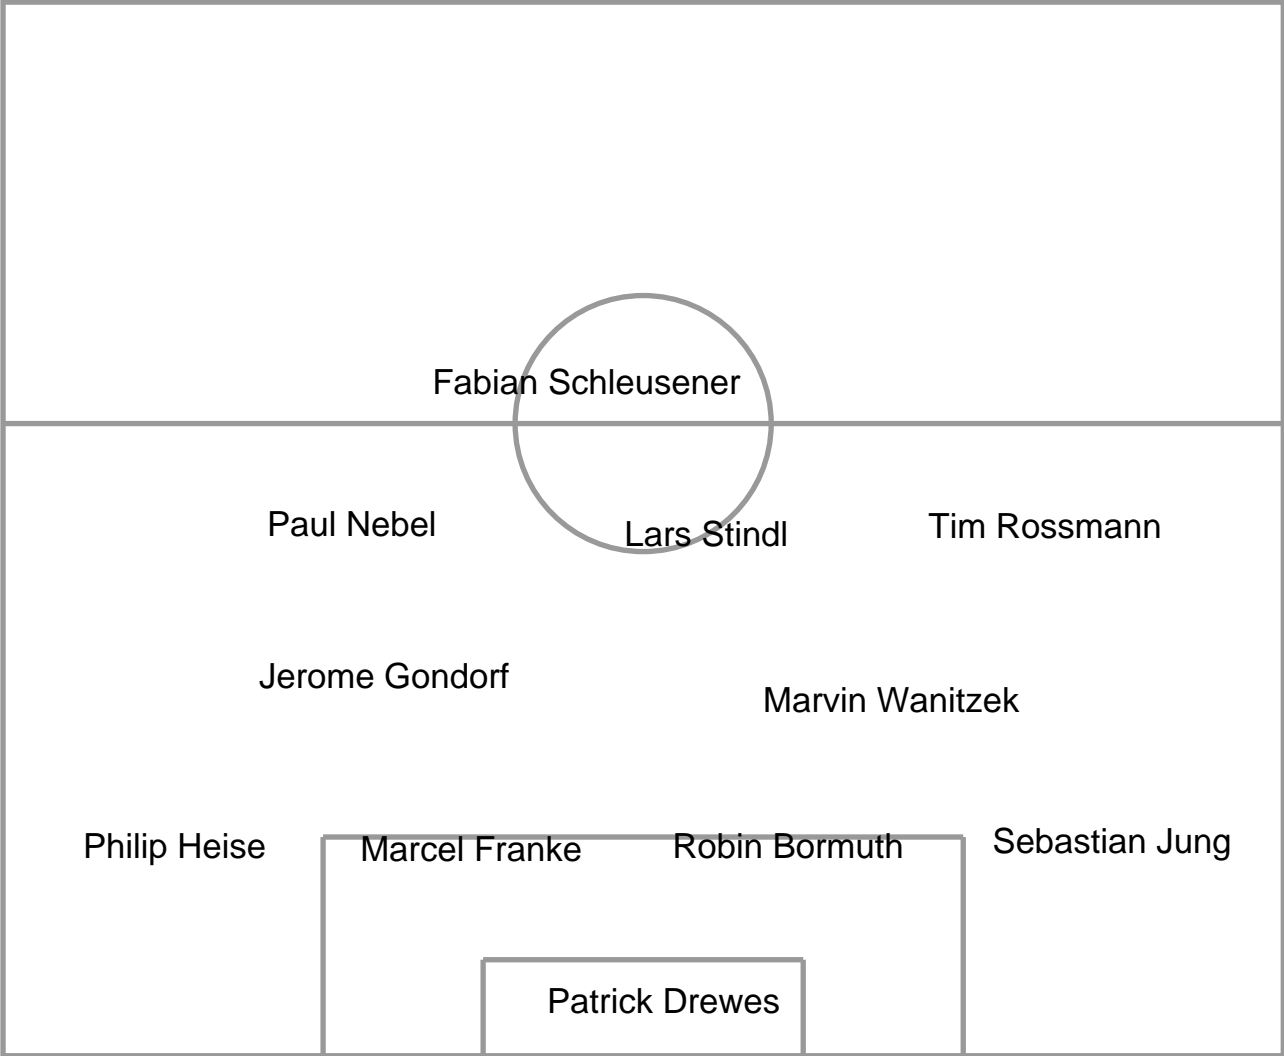 Fabian Schleusener
Paul Nebel
Lars Stindl
Tim Rossmann
Jerome Gondorf
Marvin Wanitzek
Philip Heise
Marcel Franke
Robin Bormuth
Sebastian Jung
Patrick Drewes